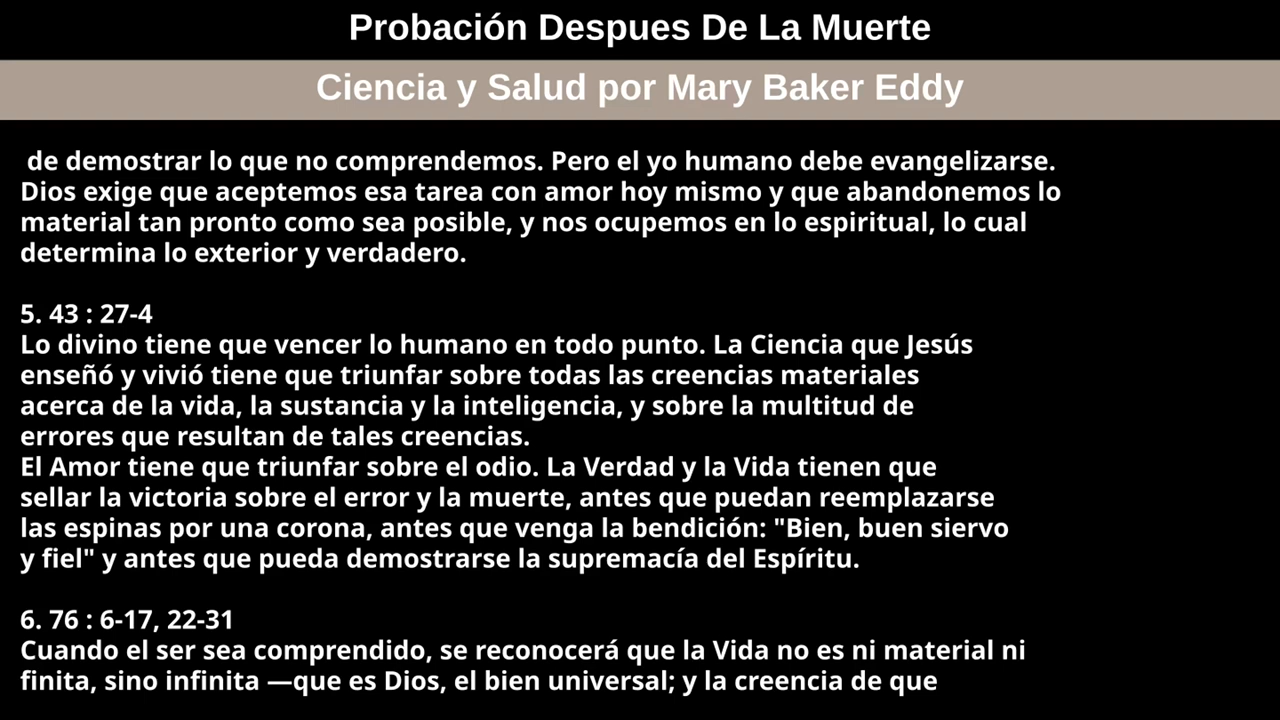 Probación Despues De La Muerte
Ciencia y Salud por Mary Baker Eddy
de demostrar lo que no comprendemos. Pero el yo humano debe evangelizarse.
Dios exige que aceptemos esa tarea con amor hoy mismo y que abandonemos lo
material tan pronto como sea posible, y nos ocupemos en lo espiritual, lo cual
determina lo exterior y verdadero.
5. 43 : 27-4
Lo divino tiene que vencer lo humano en todo punto. La Ciencia que Jesús
enseñó y vivió tiene que triunfar sobre todas las creencias materiales
acerca de la vida, la sustancia y la inteligencia, y sobre la multitud de
errores que resultan de tales creencias.
El Amor tiene que triunfar sobre el odio. La Verdad y la Vida tienen que
sellar la victoria sobre el error y la muerte, antes que puedan reemplazarse
las espinas por una corona, antes que venga la bendición: "Bien, buen siervo
y fiel" y antes que pueda demostrarse la supremacía del Espíritu.
6. 76 : 6-17, 22-31
Cuando el ser sea comprendido, se reconocerá que la Vida no es ni material ni
finita, sino infinita —que es Dios, el bien universal; y la creencia de que